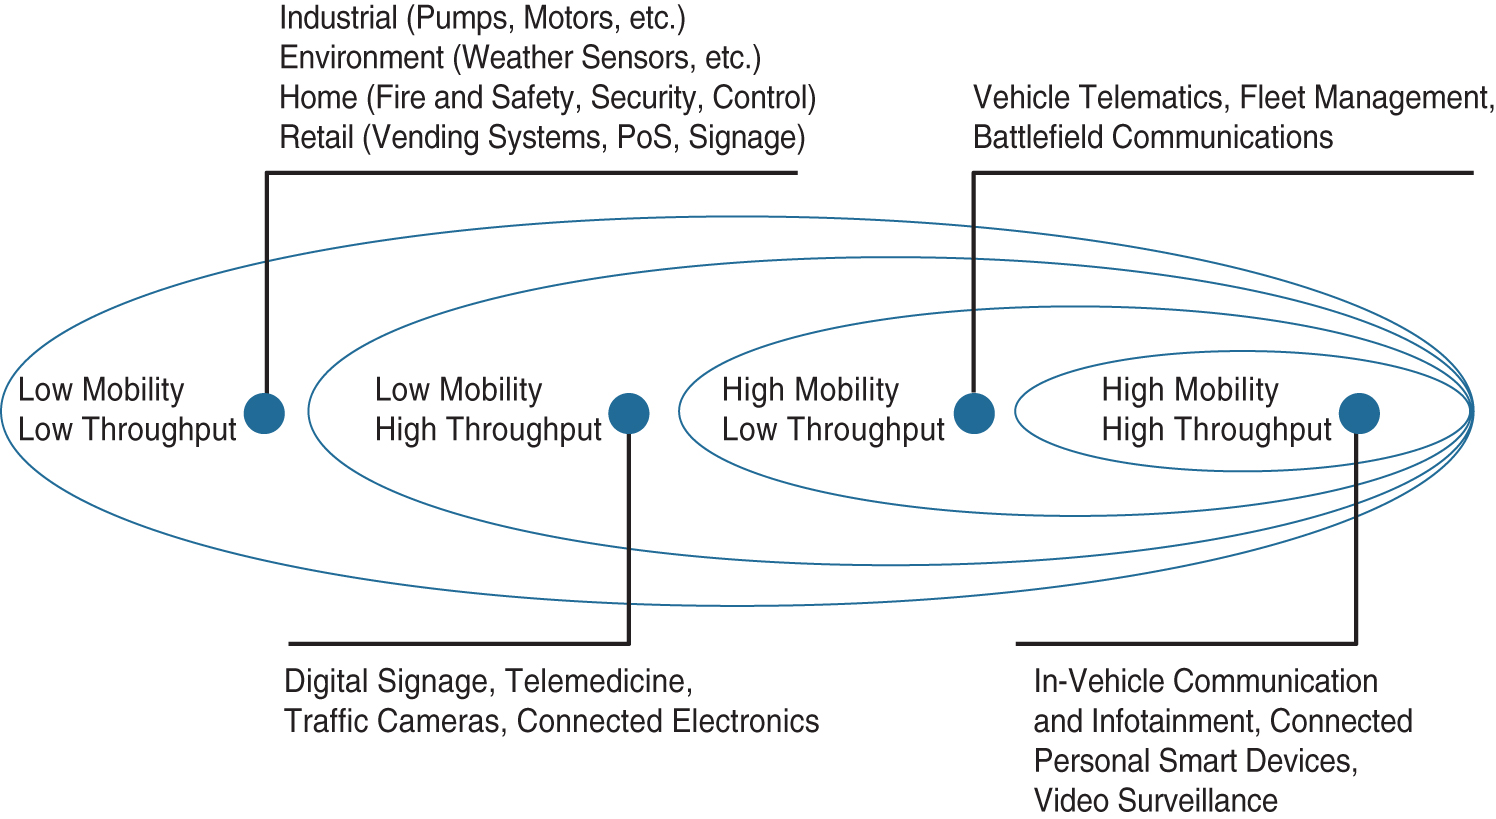 Industrial (Pumps, Motors, etc.)
Environment (Weather Sensors, etc.)
Home (Fire and Safety, Security, Control)
Retail (Vending Systems, PoS, Signage)
Vehicle Telematics, Fleet Management,
Battlefield Communications
Low Mobility
Low Throughput
Low Mobility
High Throughput
High Mobility
Low Throughput
High Mobility
High Throughput
Digital Signage, Telemedicine,
Traffic Cameras, Connected Electronics
In-Vehicle Communication
and Infotainment, Connected
Personal Smart Devices,
Video Surveillance